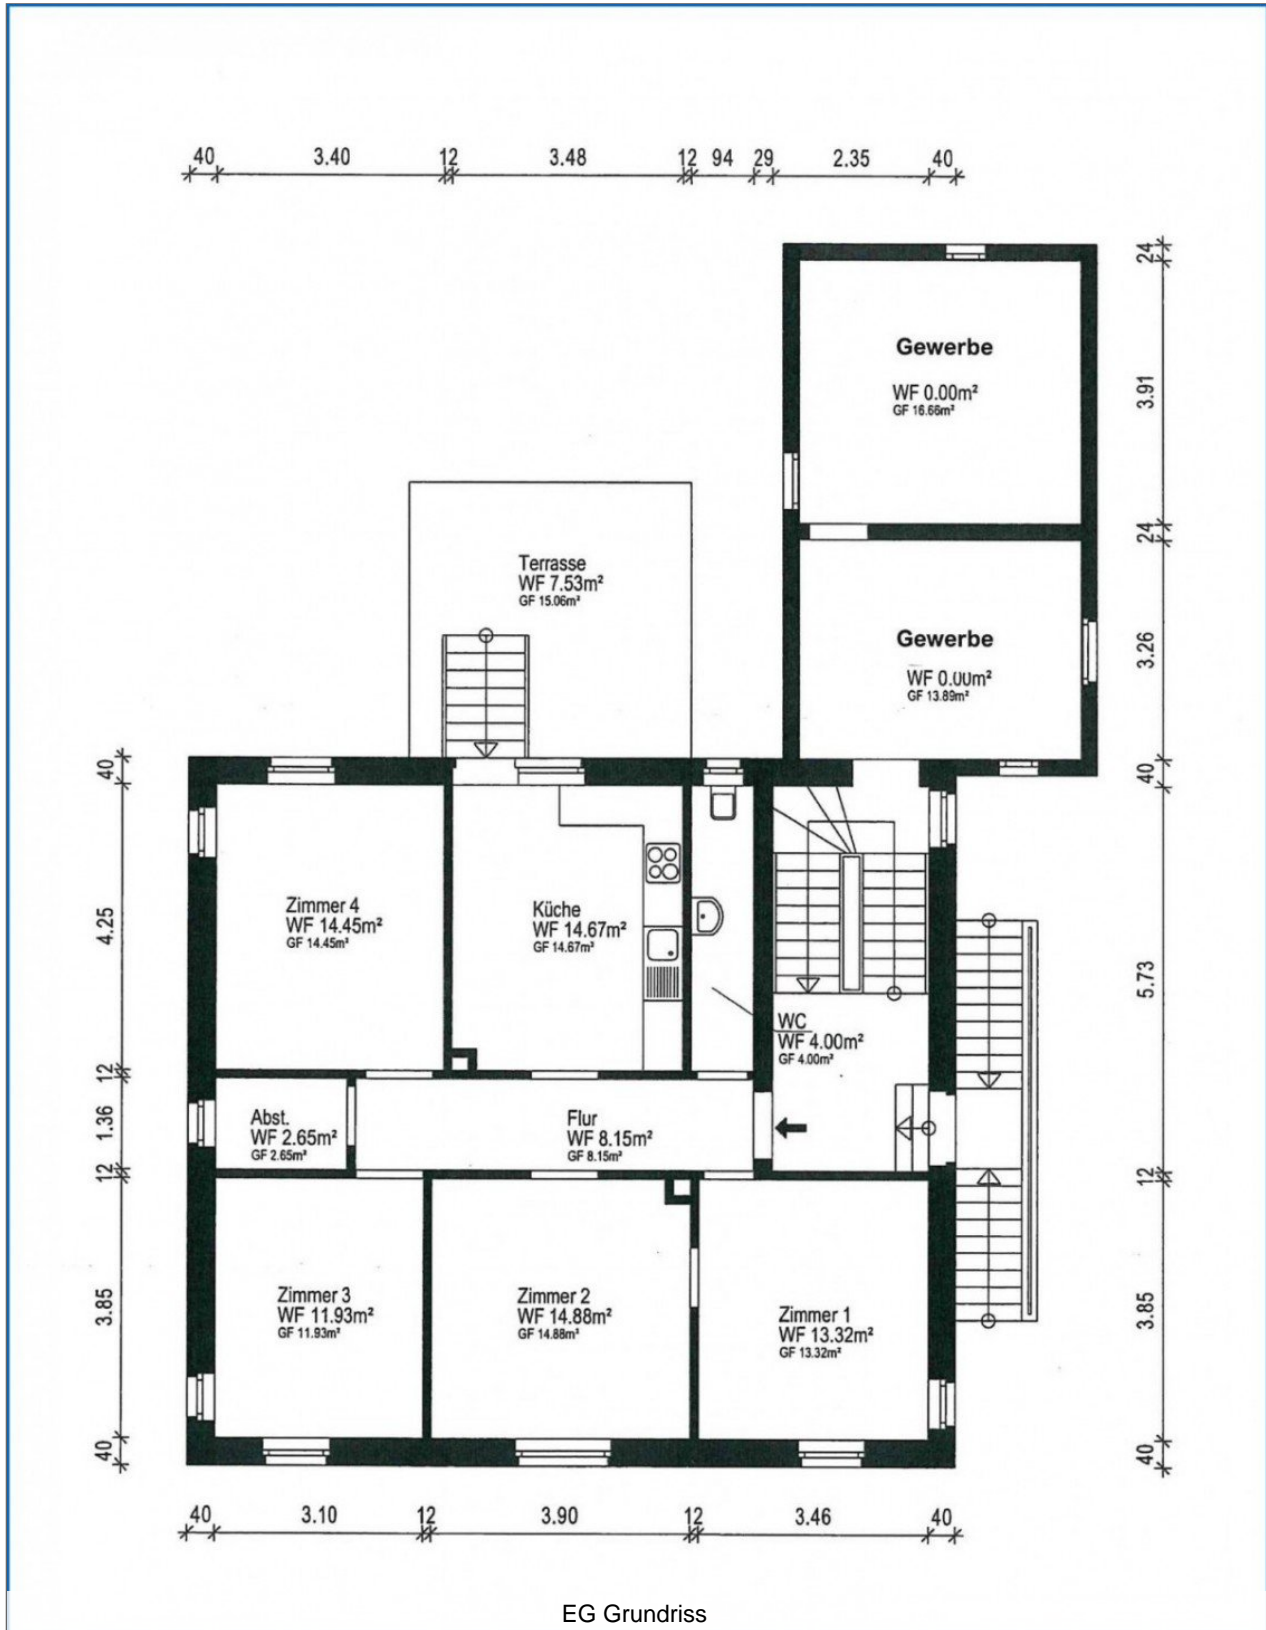 40 3.40 12 3.48 12 94 29 2.35 40
24
3.91
24
3.26
40
5.73
12
3.85
40
Gewerbe
WF 0.00m²
GF 16.66m²
Gewerbe
WF 0.00m²
GF 13.89m²
Terrasse
WF 7.53m²
GF 15.06m²
40
4.25
12
1.36
12
3.85
40
Zimmer 4
WF 14.45m²
GF 14.45m²
Küche
WF 14.67m²
GF 14.67m²
WC
WF 4.00m²
GF 4.00m²
Abst.
WF 2.65m²
GF 2.65m²
Flur
WF 8.15m²
GF 8.15m²
Zimmer 3
WF 11.93m²
GF 11.93m²
Zimmer 2
WF 14.88m²
GF 14.88m²
Zimmer 1
WF 13.32m²
GF 13.32m²
40 3.10 12 3.90 12 3.46 40
EG Grundriss